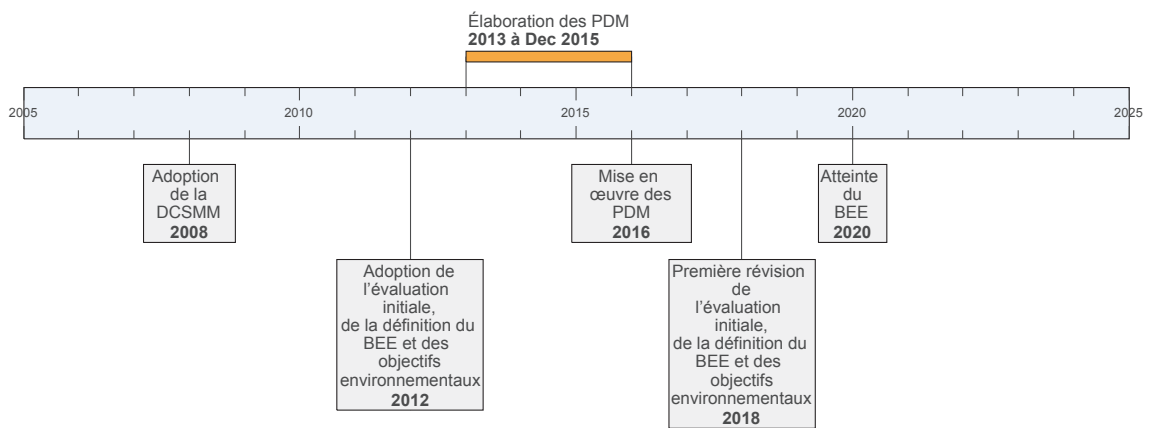 Élaboration des PDM
2013 à Dec 2015
2005 2010 2015 2020 2025
Adoption
de la
DCSMM
2008
Mise en
œuvre des
PDM
2016
Atteinte
du
BEE
2020
Adoption de
l'évaluation
initiale,
de la définition du
BEE et des
objectifs
environnementaux
2012
Première révision
de
l'évaluation
initiale,
de la définition du
BEE et des
objectifs
environnementaux
2018